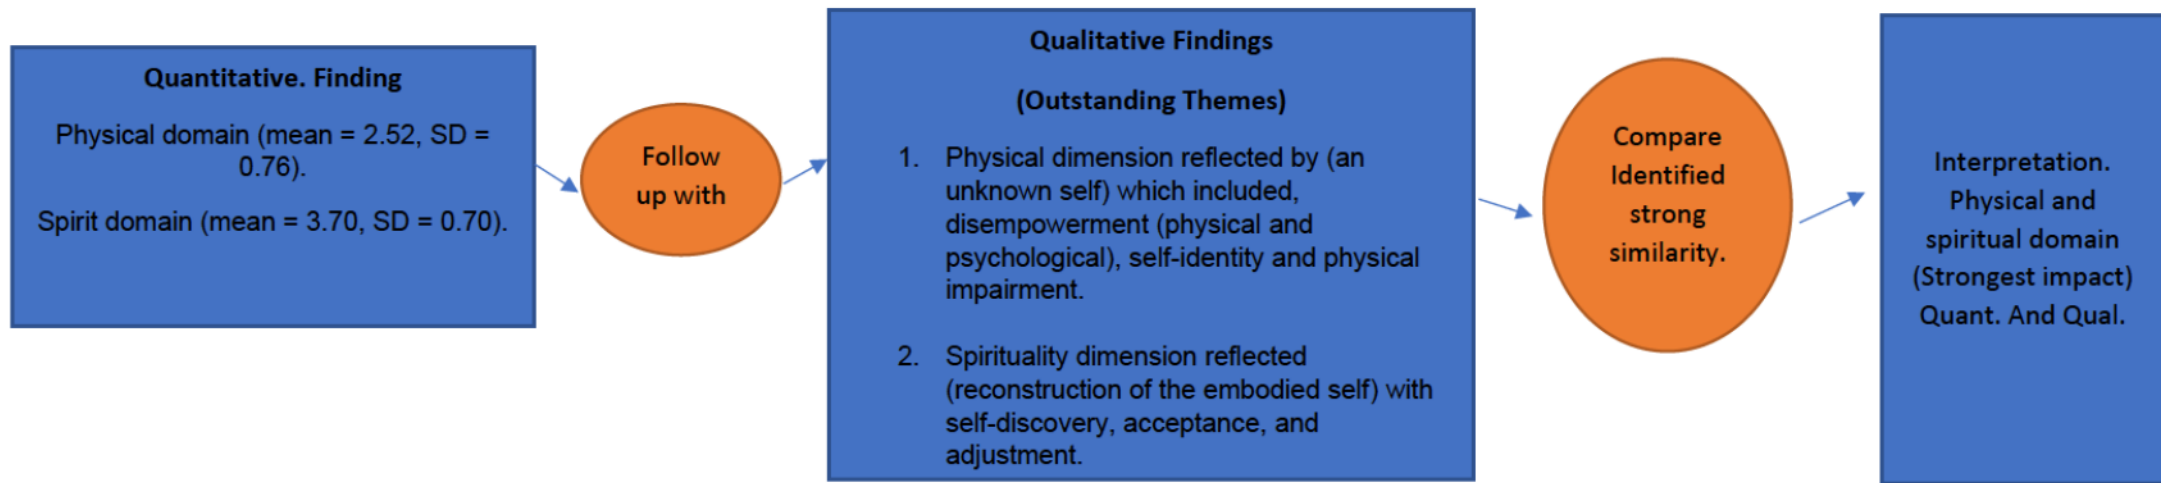 Quantitative. Finding
Physical domain (mean = 2.52, SD =
0.76).
Spirit domain (mean = 3.70, SD = 0.70).
Follow
up with
Qualitative Findings
(Outstanding Themes)
1. Physical dimension reflected by (an
unknown self) which included,
disempowerment (physical and
psychological), self-identity and physical
impairment.
2. Spirituality dimension reflected
(reconstruction of the embodied self) with
self-discovery, acceptance, and
adjustment.
Compare
Identified
strong
similarity.
Interpretation.
Physical and
spiritual domain
(Strongest impact)
Quant. And Qual.